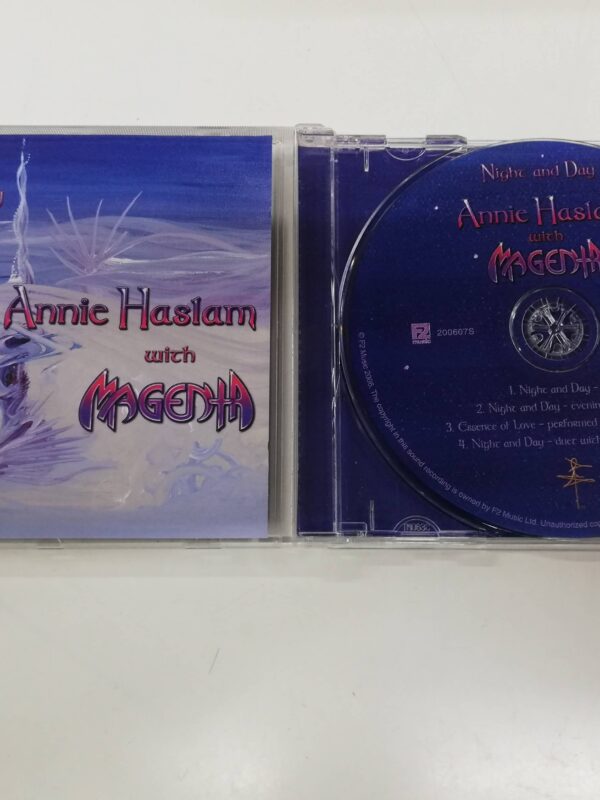 Annie Haslam
with
MAGENTA
Night and Day
Annie Hasla
with
MAGENTA
F2
music
200607S
1. Night and Day -
2. Night and Day - evenin
3. Essence of Love - performed
4. Night and Day - duet with
© F2 Music 2006. The copyright in this sound recording is owned by F2 Music Ltd. Unauthorized cop